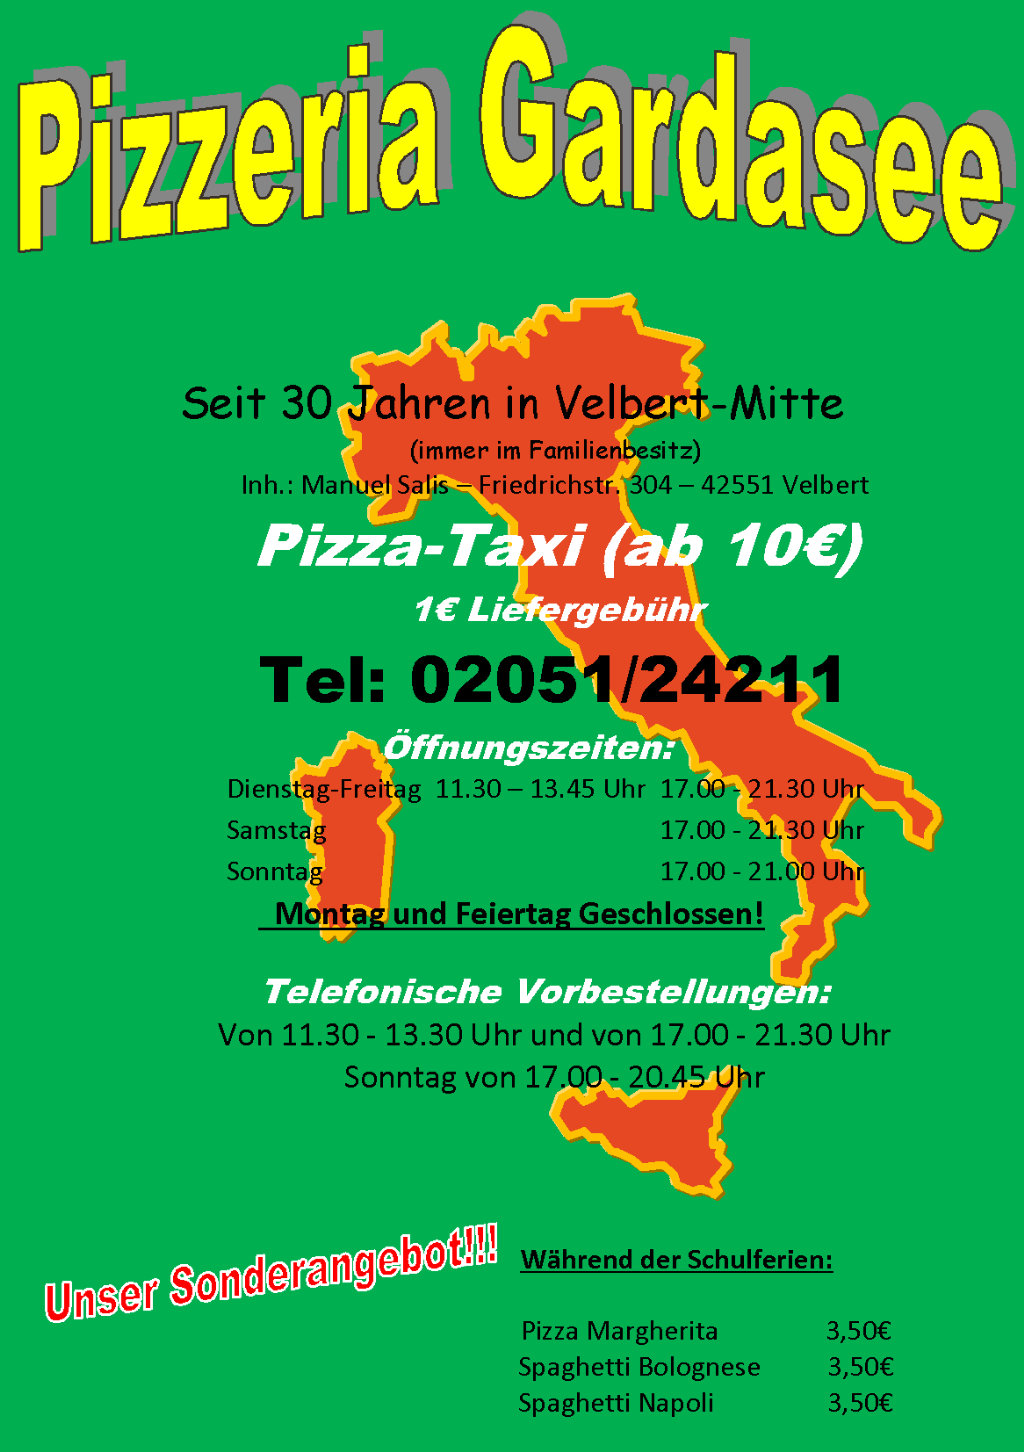 Pizzeria Gardasee
Seit 30 Jahren in Velbert-Mitte
(immer im Familienbesitz)
Inh.: Manuel Salis – Friedrichstr. 304 – 42551 Velbert
Pizza-Taxi (ab 10€)
1€ Liefergebühr
Tel: 02051/24211
Öffnungszeiten:
Dienstag-Freitag 11.30 – 13.45 Uhr 17.00 - 21.30 Uhr
Samstag 17.00 - 21.30 Uhr
Sonntag 17.00 - 21.00 Uhr
Montag und Feiertag Geschlossen!
Telefonische Vorbestellungen:
Von 11.30 - 13.30 Uhr und von 17.00 - 21.30 Uhr
Sonntag von 17.00 - 20.45 Uhr
Unser Sonderangebot!!!
Während der Schulferien:
Pizza Margherita 3,50€
Spaghetti Bolognese 3,50€
Spaghetti Napoli 3,50€